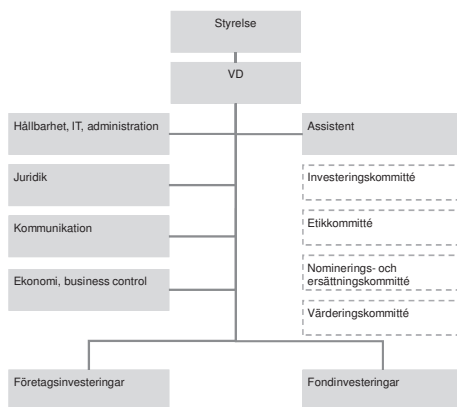 Styrelse
VD
Hållbarhet, IT, administration
Assistent
Juridik
Investeringskommitté
Kommunikation
Etikkommitté
Ekonomi, business control
Nominerings- och
ersättningskommitté
Värderingskommitté
Företagsinvesteringar
Fondinvesteringar